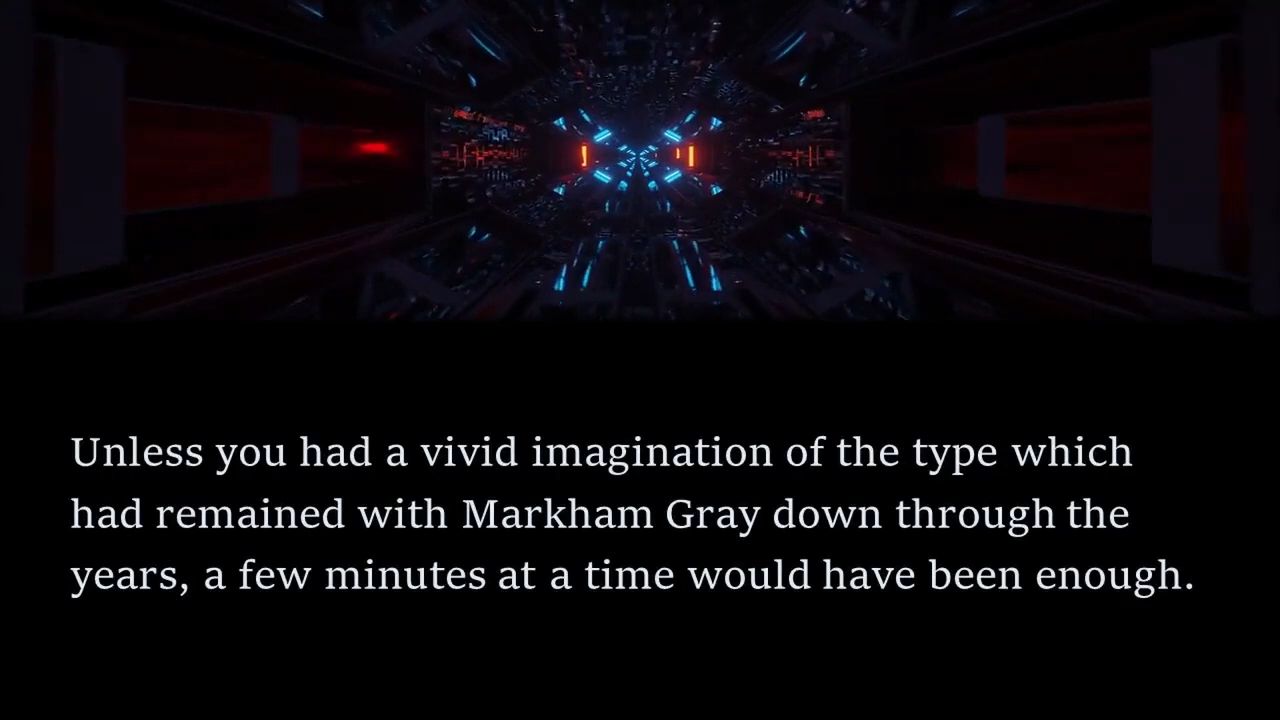 Unless you had a vivid imagination of the type which
had remained with Markham Gray down through the
years, a few minutes at a time would have been enough.